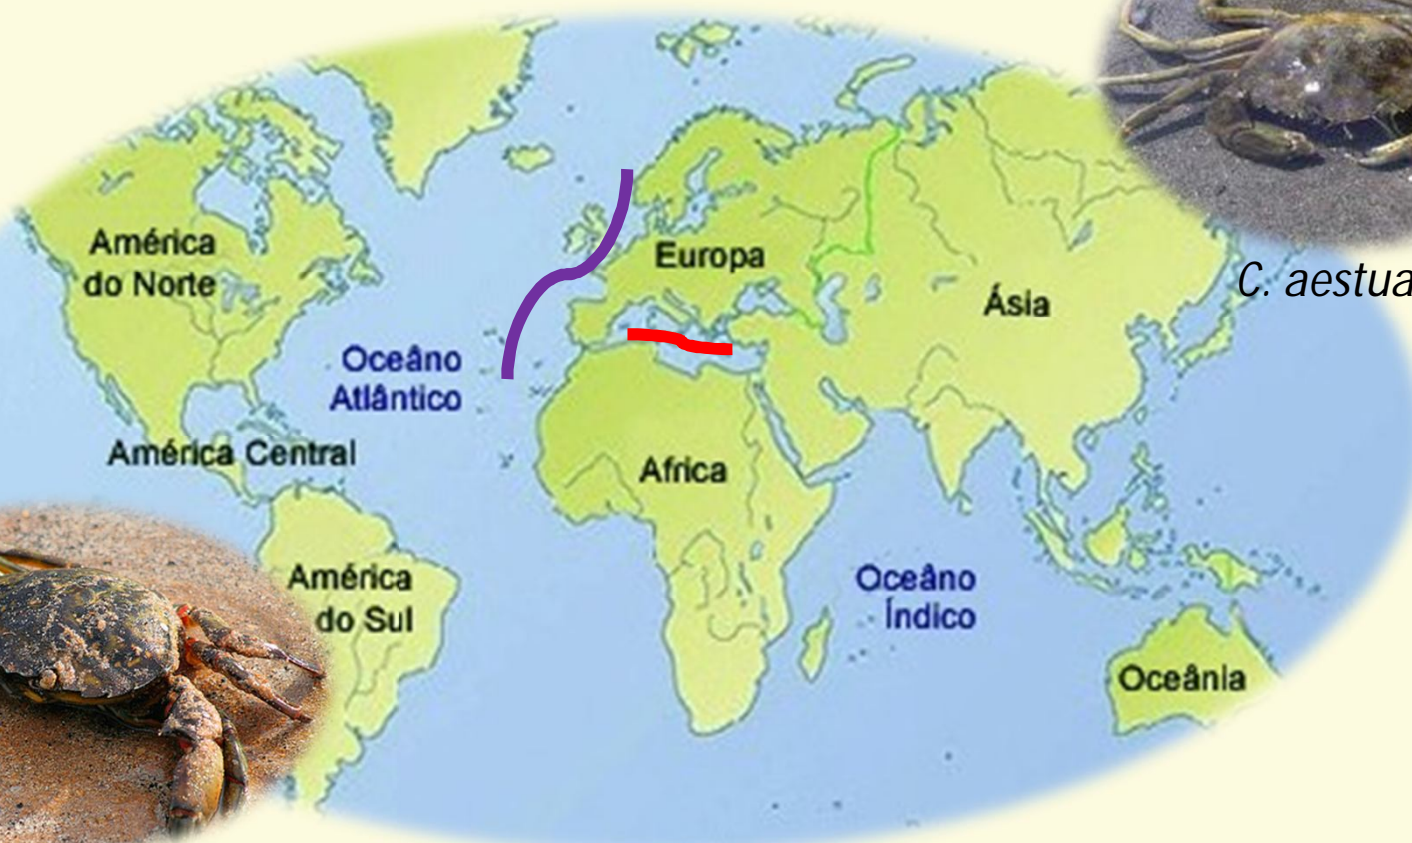 América
do Norte
Europa
C. aestua
Ásia
Oceâno
Atlântico
América Central
Africa
América
do Sul
Oceâno
Índico
Oceânia